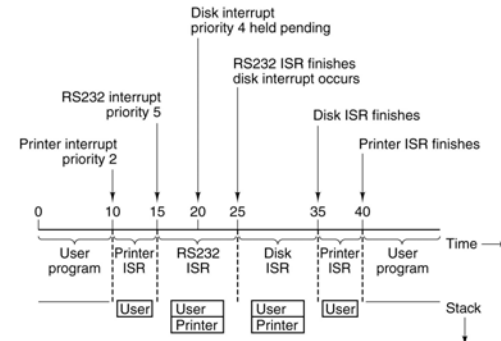 Disk interrupt
priority 4 held pending
RS232 ISR finishes
disk interrupt occurs
RS232 interrupt
priority 5
Disk ISR finishes
Printer interrupt
priority 2
Printer ISR finishes
0 10 15 20 25 35 40
Time
User
program
Printer
ISR
RS232
ISR
Disk
ISR
Printer
ISR
User
program
Stack
User
User
Printer
User
Printer
User